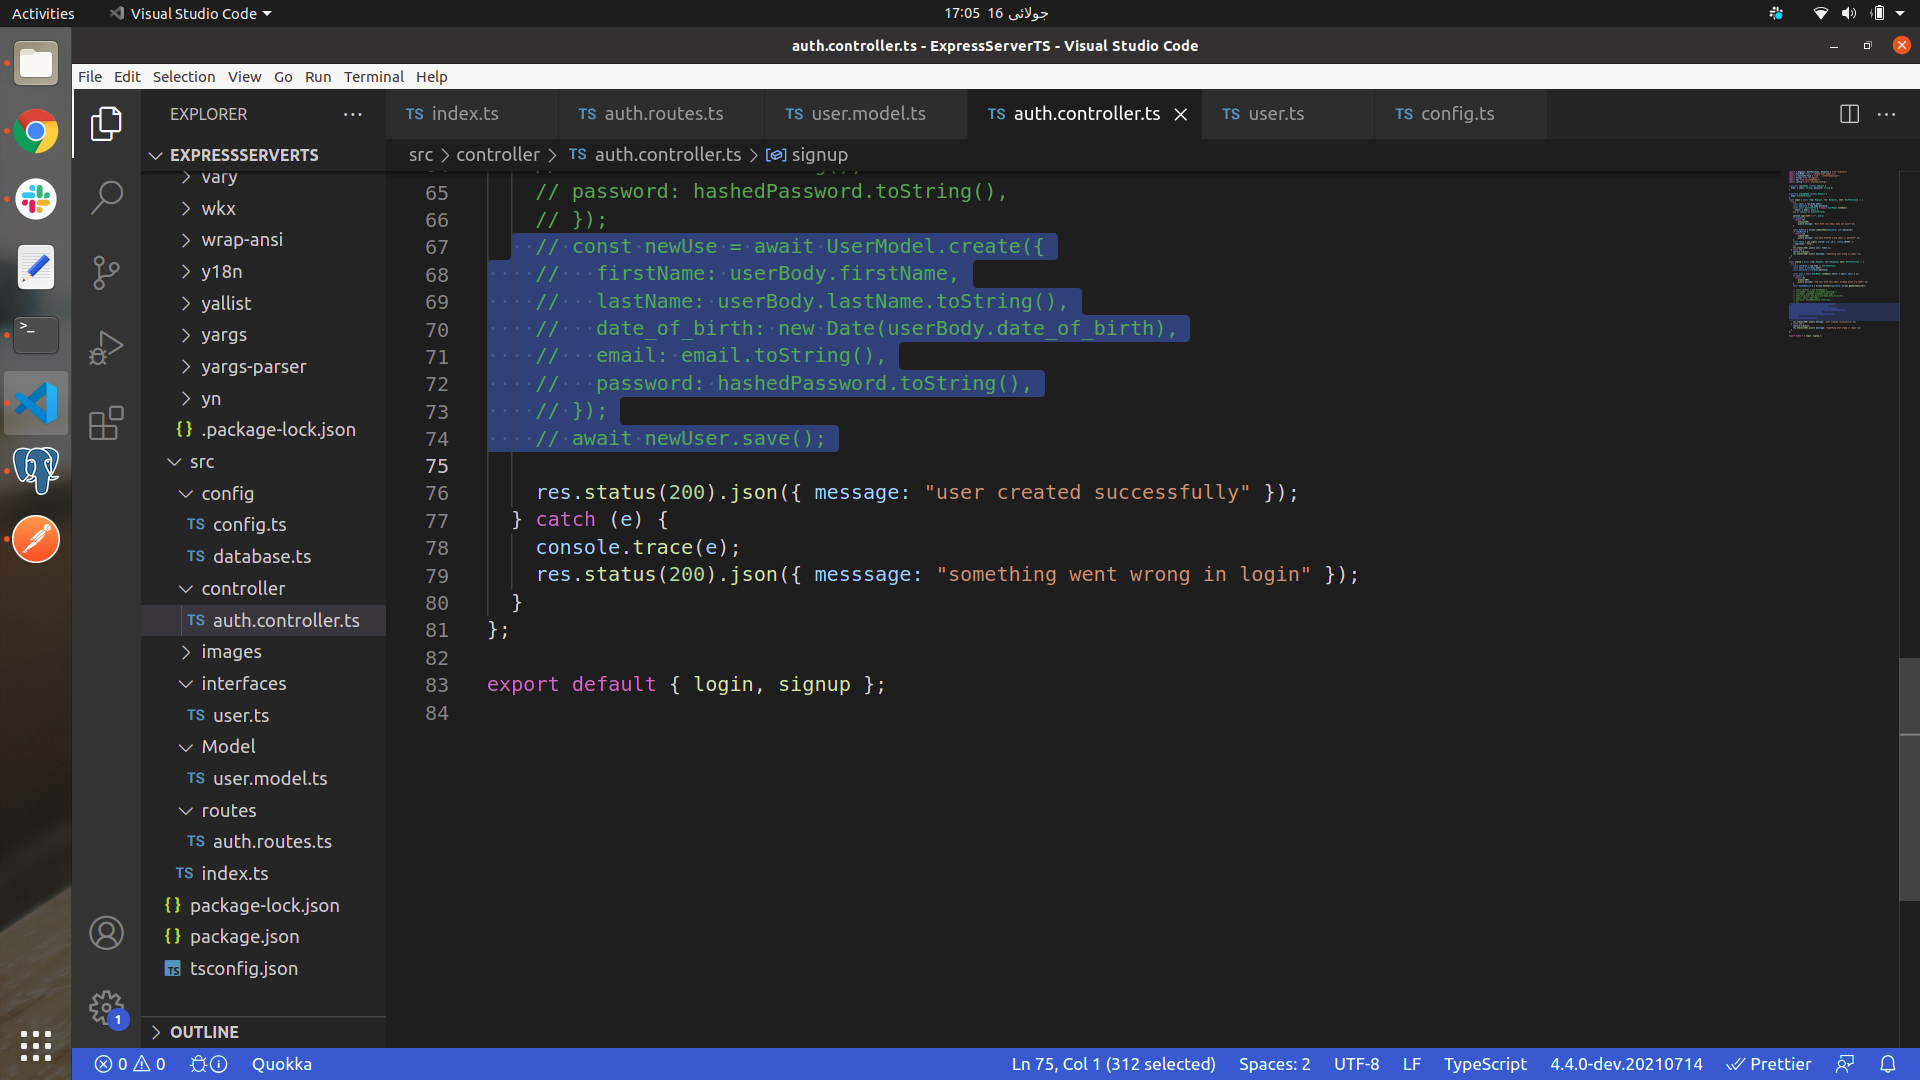 Activities
Visual Studio Code
17:05 16 جولائی
auth.controller.ts - ExpressServerTS - Visual Studio Code
File Edit Selection View Go Run Terminal Help
EXPLORER
index.ts
auth.routes.ts
user.model.ts
auth.controller.ts
user.ts
config.ts
EXPRESSSERVERTS
src > controller > TS auth.controller.ts > signup
vary
wkx
wrap-ansi
y18n
yallist
yargs
yargs-parser
yn
{} .package-lock.json
src
config
TS config.ts
TS database.ts
controller
TS auth.controller.ts
images
interfaces
TS user.ts
Model
TS user.model.ts
routes
TS auth.routes.ts
TS index.ts
{} package-lock.json
{} package.json
TS tsconfig.json
OUTLINE
65 // password: hashedPassword.toString(),
66 // });
67 // const newUse = await UserModel.create({
68 // firstName: userBody.firstName,
69 // lastName: userBody.lastName.toString(),
70 // date_of_birth: new Date(userBody.date_of_birth),
71 // email: email.toString(),
72 // password: hashedPassword.toString(),
73 // });
74 // await newUser.save();
75
76 res.status(200).json({ message: "user created successfully" });
77 } catch (e) {
78 console.trace(e);
79 res.status(200).json({ messsage: "something went wrong in login" });
80 }
81 };
82
83 export default { login, signup };
84
1
0 0 Quokka
Ln 75, Col 1 (312 selected) Spaces: 2 UTF-8 LF TypeScript 4.4.0-dev.20210714 Prettier